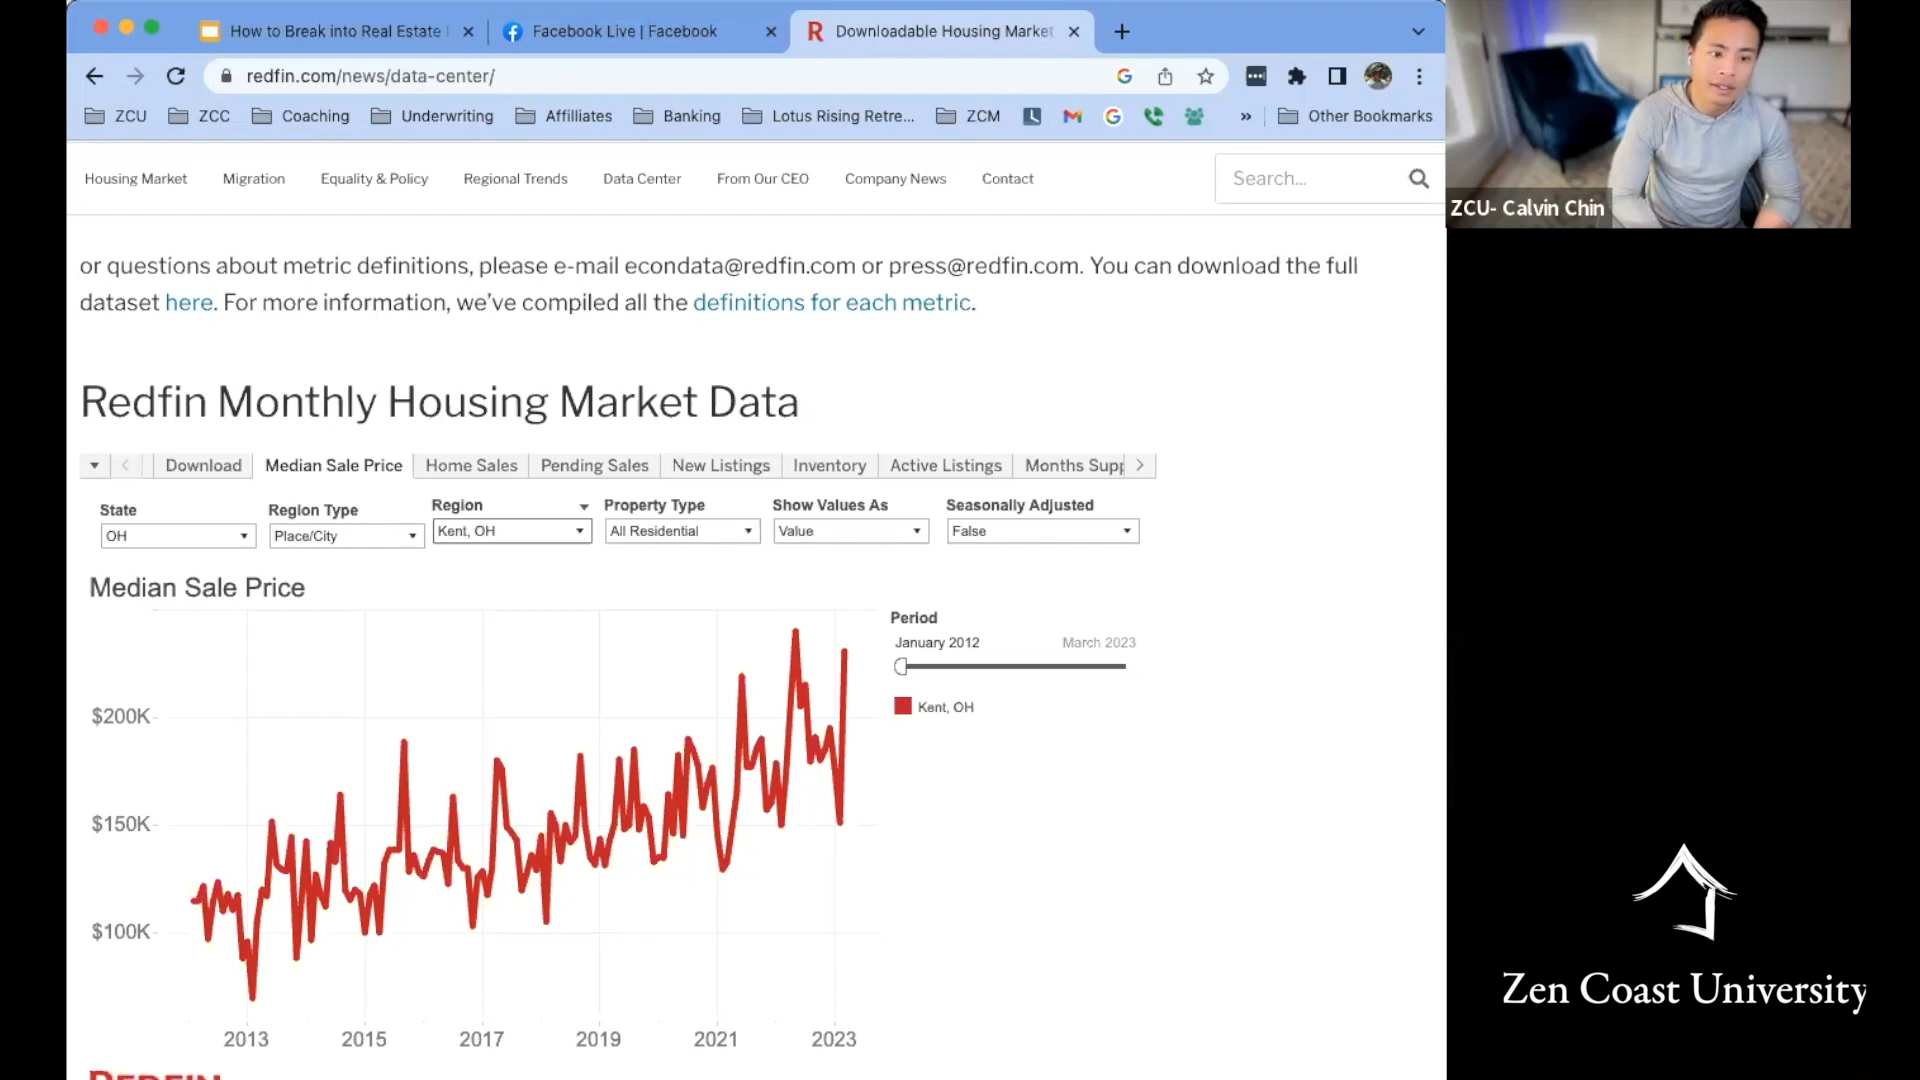 How to Break into Real Estate
Facebook Live | Facebook
Downloadable Housing Market
redfin.com/news/data-center/
ZCU
ZCC
Coaching
Underwriting
Affilliates
Banking
Lotus Rising Retre...
ZCM
»
Other Bookmarks
Housing Market
Migration
Equality & Policy
Regional Trends
Data Center
From Our CEO
Company News
Contact
Search...
ZCU- Calvin Chin
or questions about metric definitions, please e-mail econdata@redfin.com or press@redfin.com. You can download the full
dataset here. For more information, we've compiled all the definitions for each metric.
Redfin Monthly Housing Market Data
Download
Median Sale Price
Home Sales
Pending Sales
New Listings
Inventory
Active Listings
Months Supp
State
Region Type
Region
Property Type
Show Values As
Seasonally Adjusted
OH
Place/City
Kent, OH
All Residential
Value
False
Median Sale Price
Period
January 2012
March 2023
Kent, OH
$200K
$150K
$100K
2013
2015
2017
2019
2021
2023
REDFIN
Zen Coast University